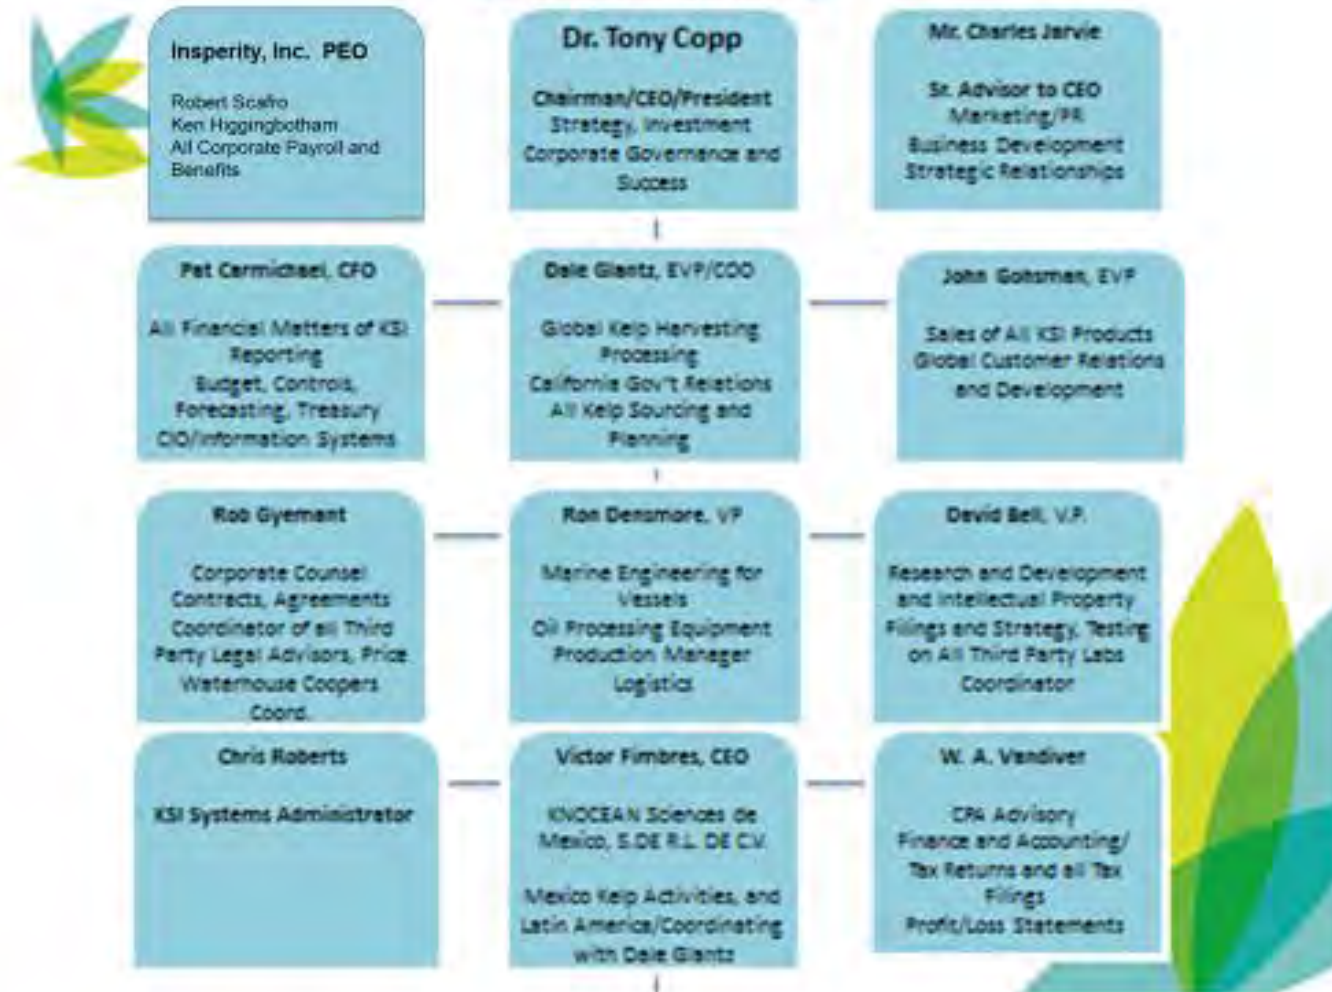 Insperity, Inc. PEO
Robert Scafro
Ken Higgingbotham
All Corporate Payroll and
Benefits
Dr. Tony Copp
Chairman/CEO/President
Strategy, Investment
Corporate Governance and
Success
Mr. Charles Jarvie
Sr. Advisor to CEO
Marketing/PR
Business Development
Strategic Relationships
Pat Carmichael, CFO
All Financial Matters of KSI
Reporting
Budget, Controls,
Forecasting, Treasury
CIO/Information Systems
Dale Glantz, EVP/COO
Global Kelp Harvesting
Processing
California Gov't Relations
All Kelp Sourcing and
Planning
John Gohsman, EVP
Sales of All KSI Products
Global Customer Relations
and Development
Rob Gyemant
Corporate Counsel
Contracts, Agreements
Coordinator of all Third
Party Legal Advisors, Price
Waterhouse Coopers
Coord.
Ron Densmore, VP
Marine Engineering for
Vessels
Oil Processing Equipment
Production Manager
Logistics
David Bell, V.P.
Research and Development
and Intellectual Property
Filings and Strategy, Testing
on All Third Party Labs
Coordinator
Chris Roberts
KSI Systems Administrator
Victor Fimbres, CEO
KNOCEAN Sciences de
Mexico, S.DE R.L. DE C.V.
Mexico Kelp Activities, and
Latin America/Coordinating
with Dale Glantz
W. A. Vandiver
CPA Advisory
Finance and Accounting/
Tax Returns and all Tax
Filings
Profit/Loss Statements